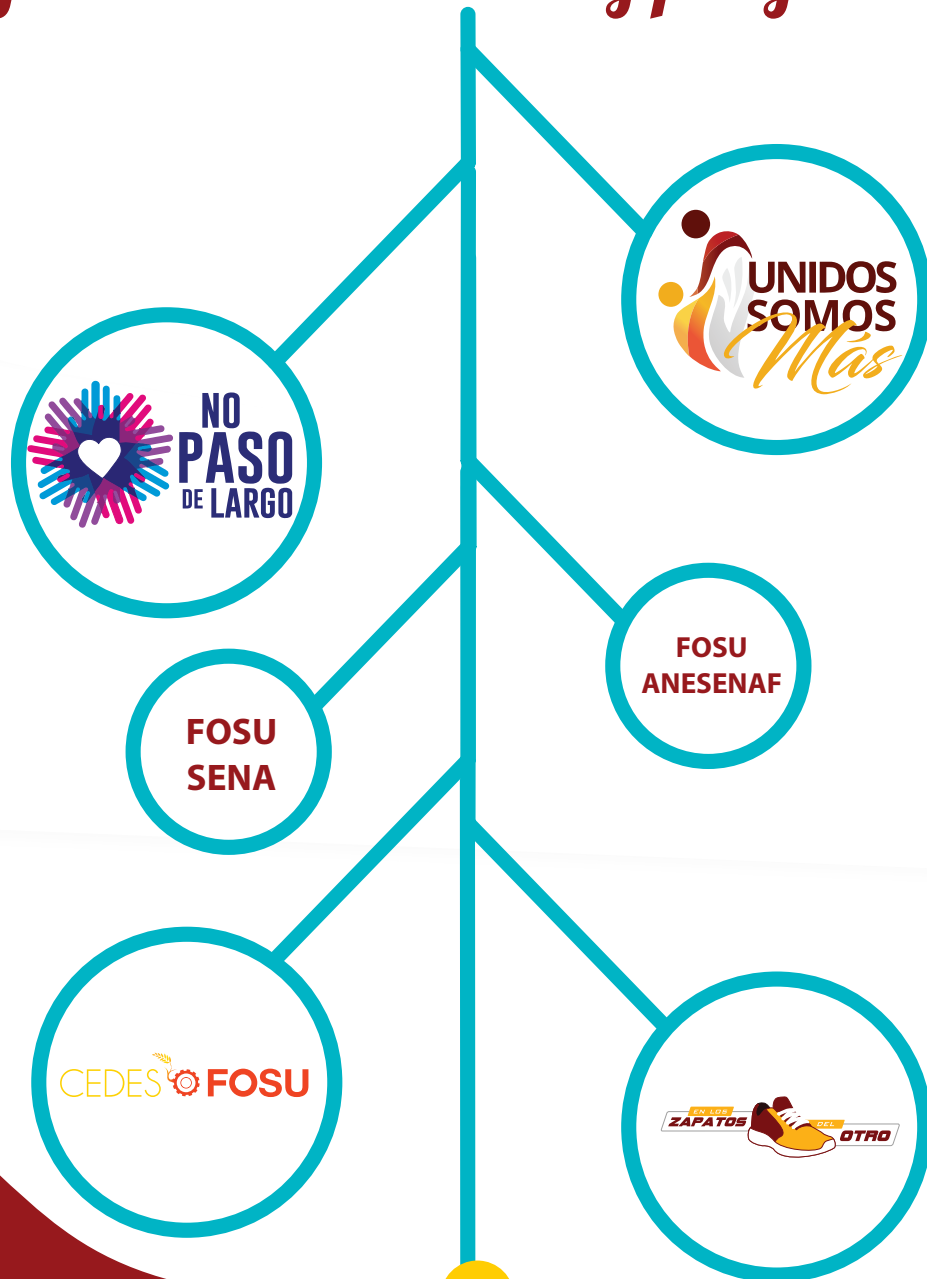 UNIDOS
SOMOS
Más
NO
PASO
DE LARGO
FOSU
ANESENAF
FOSU
SENA
CEDES FOSU
EN LOS
ZAPATOS
DEL
OTRO